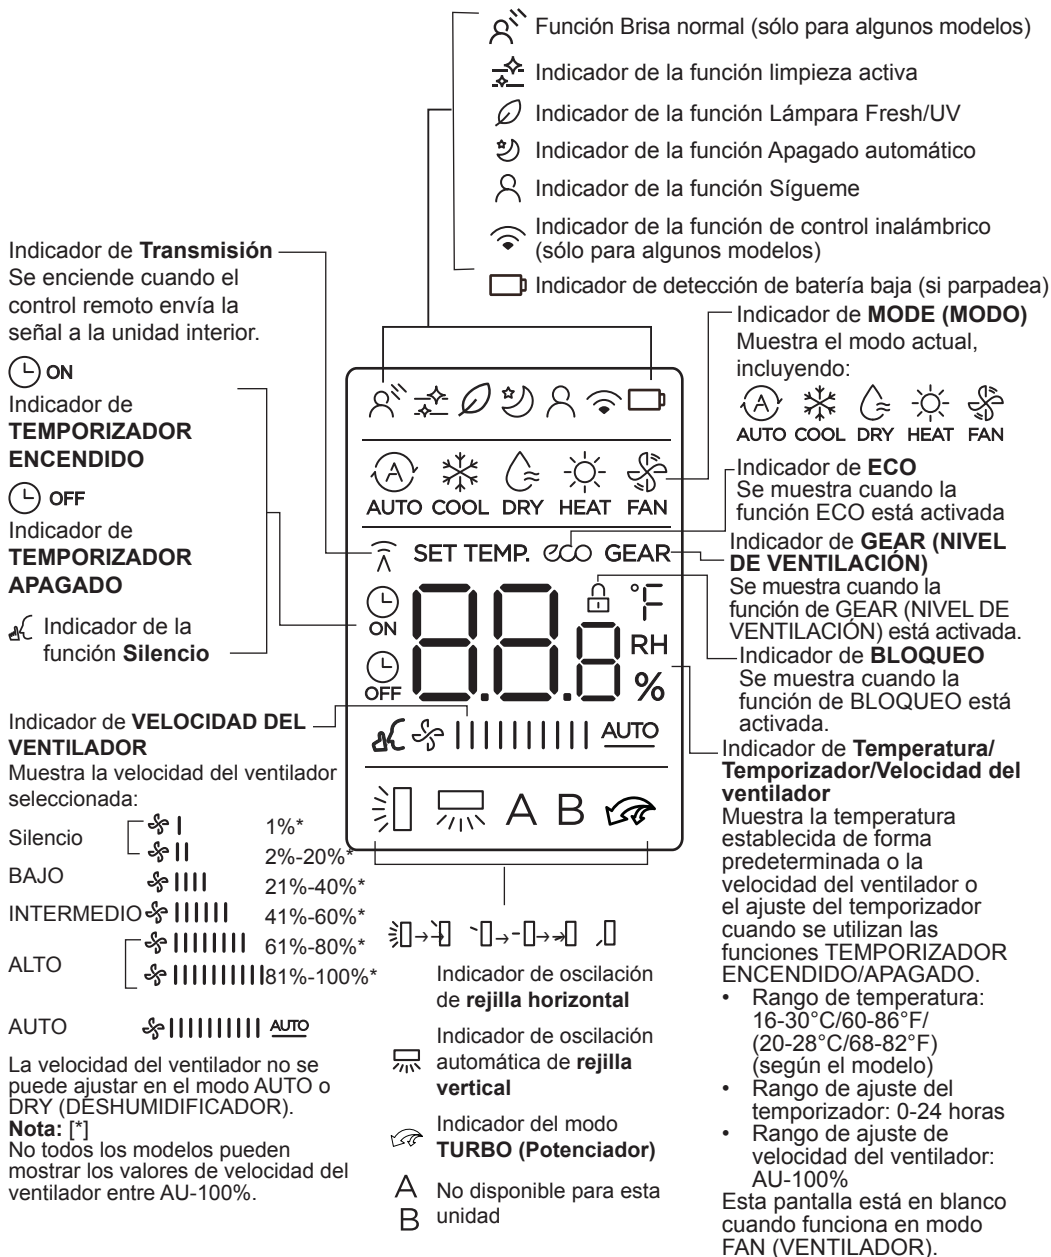 Función Brisa normal (sólo para algunos modelos)
Indicador de la función limpieza activa
Indicador de la función Lámpara Fresh/UV
Indicador de la función Apagado automático
Indicador de la función Sígueme
Indicador de la función de control inalámbrico
(sólo para algunos modelos)
Indicador de detección de batería baja (si parpadea)
Indicador de Transmisión
Se enciende cuando el
control remoto envía la
señal a la unidad interior.
ON
Indicador de
TEMPORIZADOR
ENCENDIDO
OFF
Indicador de
TEMPORIZADOR
APAGADO
Indicador de la
función Silencio
Indicador de VELOCIDAD DEL
VENTILADOR
Muestra la velocidad del ventilador
seleccionada:
Silencio
1%*
2%-20%*
BAJO 21%-40%*
INTERMEDIO 41%-60%*
ALTO
61%-80%*
81%-100%*
AUTO AUTO
La velocidad del ventilador no se
puede ajustar en el modo AUTO o
DRY (DESHUMIDIFICADOR).
Nota: [*]
No todos los modelos pueden
mostrar los valores de velocidad del
ventilador entre AU-100%.
A
AUTO COOL DRY HEAT FAN
SET TEMP. eco GEAR
ON
88.8
°F
RH
OFF
%
AUTO
A B
Indicador de oscilación
de rejilla horizontal
Indicador de oscilación
automática de rejilla
vertical
Indicador del modo
TURBO (Potenciador)
A
B
No disponible para esta
unidad
Indicador de MODE (MODO)
Muestra el modo actual,
incluyendo:
A
AUTO COOL DRY HEAT FAN
Indicador de ECO
Se muestra cuando la
función ECO está activada
Indicador de GEAR (NIVEL
DE VENTILACIÓN)
Se muestra cuando la
función de GEAR (NIVEL DE
VENTILACIÓN) está activada.
Indicador de BLOQUEO
Se muestra cuando la
función de BLOQUEO está
activada.
Indicador de Temperatura/
Temporizador/Velocidad del
ventilador
Muestra la temperatura
establecida de forma
predeterminada o la
velocidad del ventilador o
el ajuste del temporizador
cuando se utilizan las
funciones TEMPORIZADOR
ENCENDIDO/APAGADO.
• Rango de temperatura:
16-30°C/60-86°F/
(20-28°C/68-82°F)
(según el modelo)
• Rango de ajuste del
temporizador: 0-24 horas
• Rango de ajuste de
velocidad del ventilador:
AU-100%
Esta pantalla está en blanco
cuando funciona en modo
FAN (VENTILADOR).